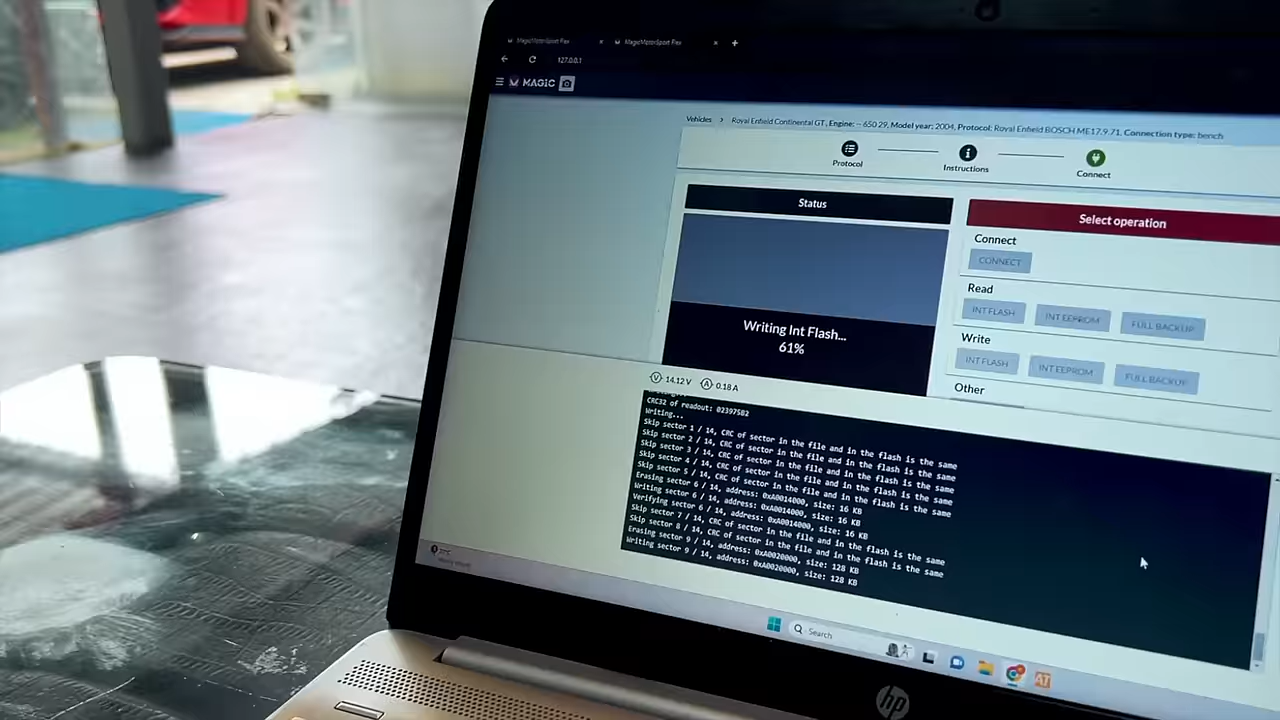 MagicMotorSport Flex
MagicMotorSport Flex
127.0.0.1
MAGIC
Vehicles > Royal Enfield Continental GT, Engine: -- 650 29, Model year: 2004, Protocol: Royal Enfield BOSCH ME17.9.71, Connection type: bench
Protocol
Instructions
Connect
Status
Writing Int Flash...
61%
Select operation
Connect
CONNECT
Read
INT FLASH
INT EEPROM
FULL BACKUP
Write
INT FLASH
INT EEPROM
FULL BACKUP
Other
14.12 V
0.18 A
CRC32 of readout: 023975B2
Writing...
Skip sector 1 / 14, CRC of sector in the file and in the flash is the same
Skip sector 2 / 14, CRC of sector in the file and in the flash is the same
Skip sector 3 / 14, CRC of sector in the file and in the flash is the same
Skip sector 4 / 14, CRC of sector in the file and in the flash is the same
Skip sector 5 / 14, CRC of sector in the file and in the flash is the same
Erasing sector 6 / 14, address: 0xA0014000, size: 16 KB
Writing sector 6 / 14, address: 0xA0014000, size: 16 KB
Verifying sector 6 / 14, address: 0xA0014000, size: 16 KB
Skip sector 7 / 14, CRC of sector in the file and in the flash is the same
Skip sector 8 / 14, CRC of sector in the file and in the flash is the same
Erasing sector 9 / 14, address: 0xA0020000, size: 128 KB
Writing sector 9 / 14, address: 0xA0020000, size: 128 KB
Search
AT
hp